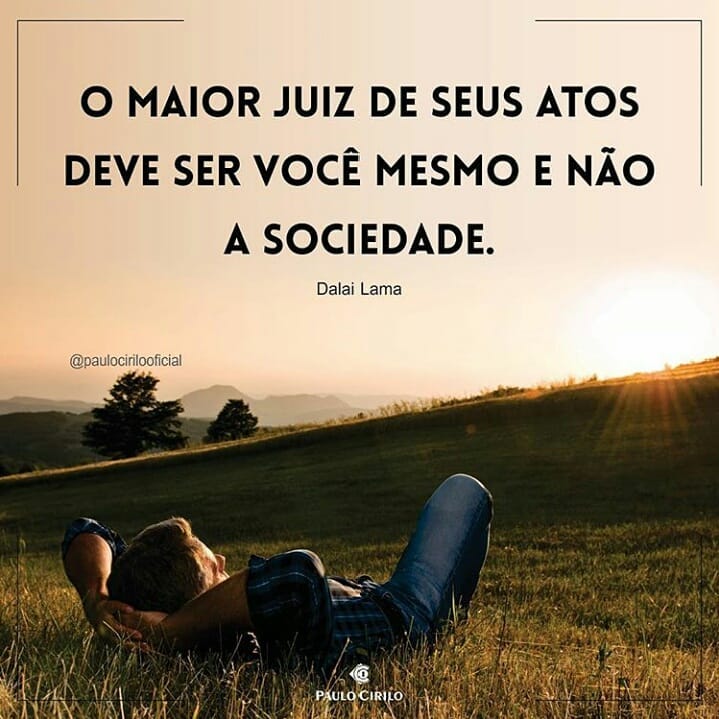 O MAIOR JUIZ DE SEUS ATOS
DEVE SER VOCÊ MESMO E NÃO
A SOCIEDADE.
Dalai Lama
@paulocirilooficial
PAULO CIRILO